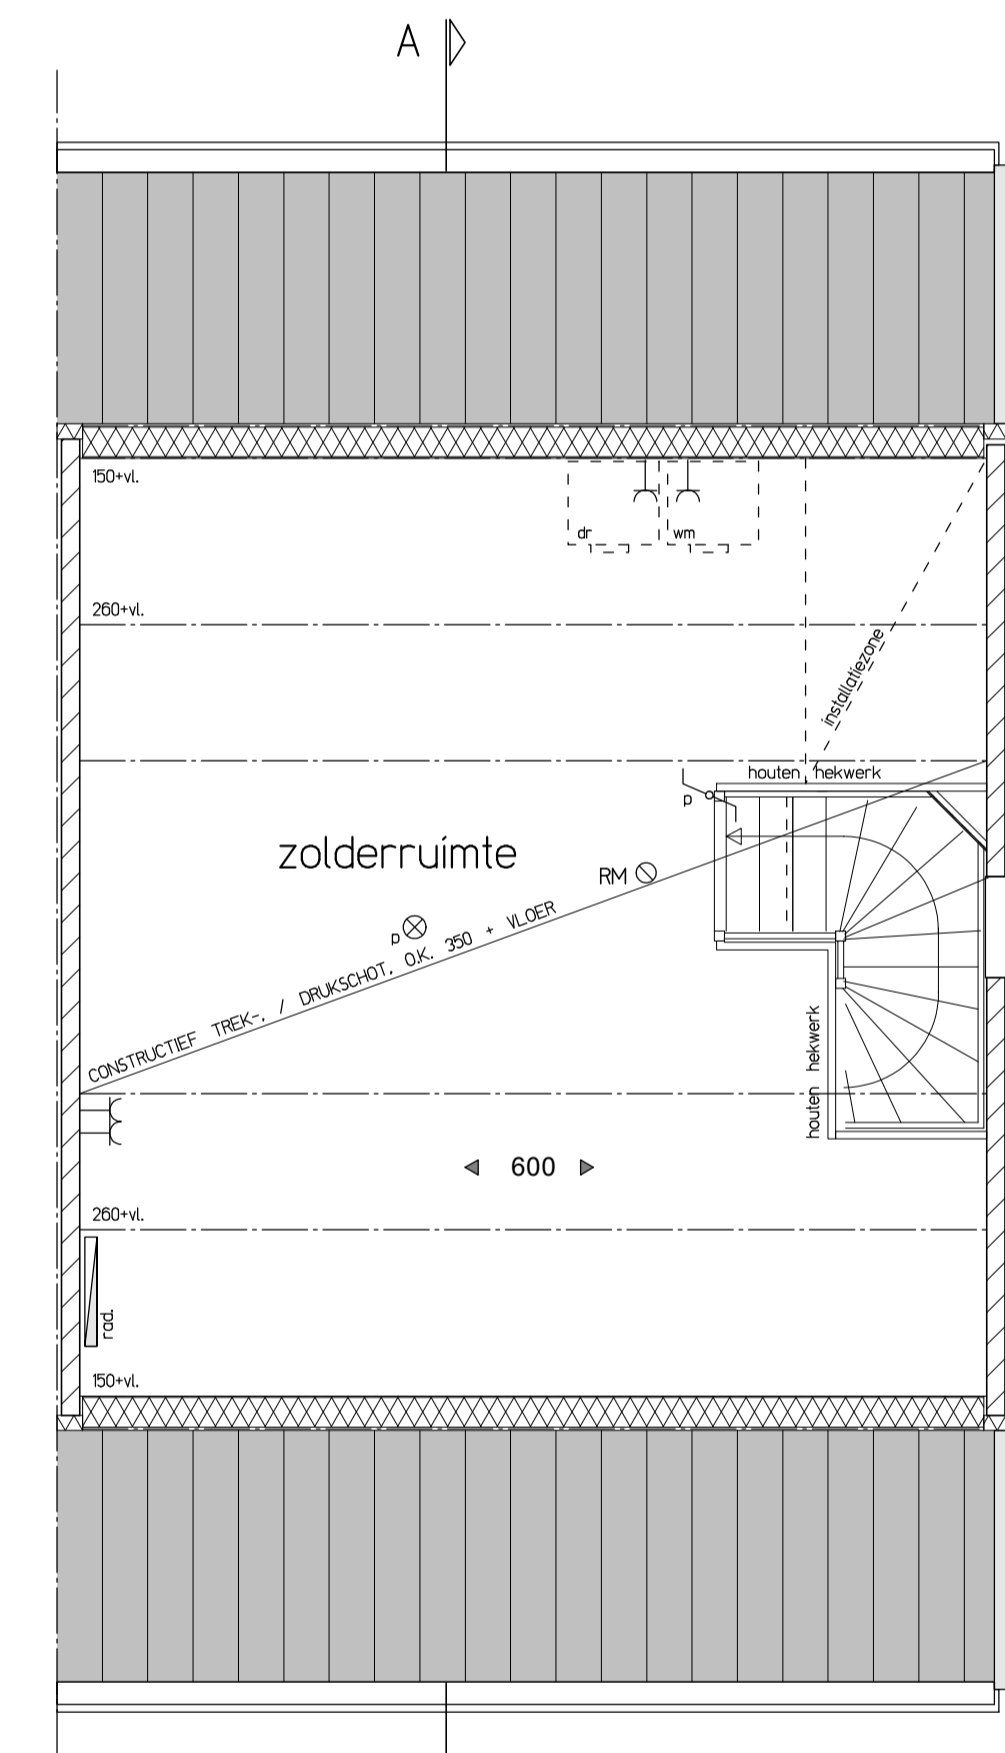 A
150+vl.
dr
wm
260+vl.
installatiezone
houten hekwerk
p
zolderruimte
RM
p
CONSTRUCTIEF TREK-, / DRUKSCHOT, O.K. 350 + VLOER
houten hekwerk
600
260+vl.
rad.
150+vl.